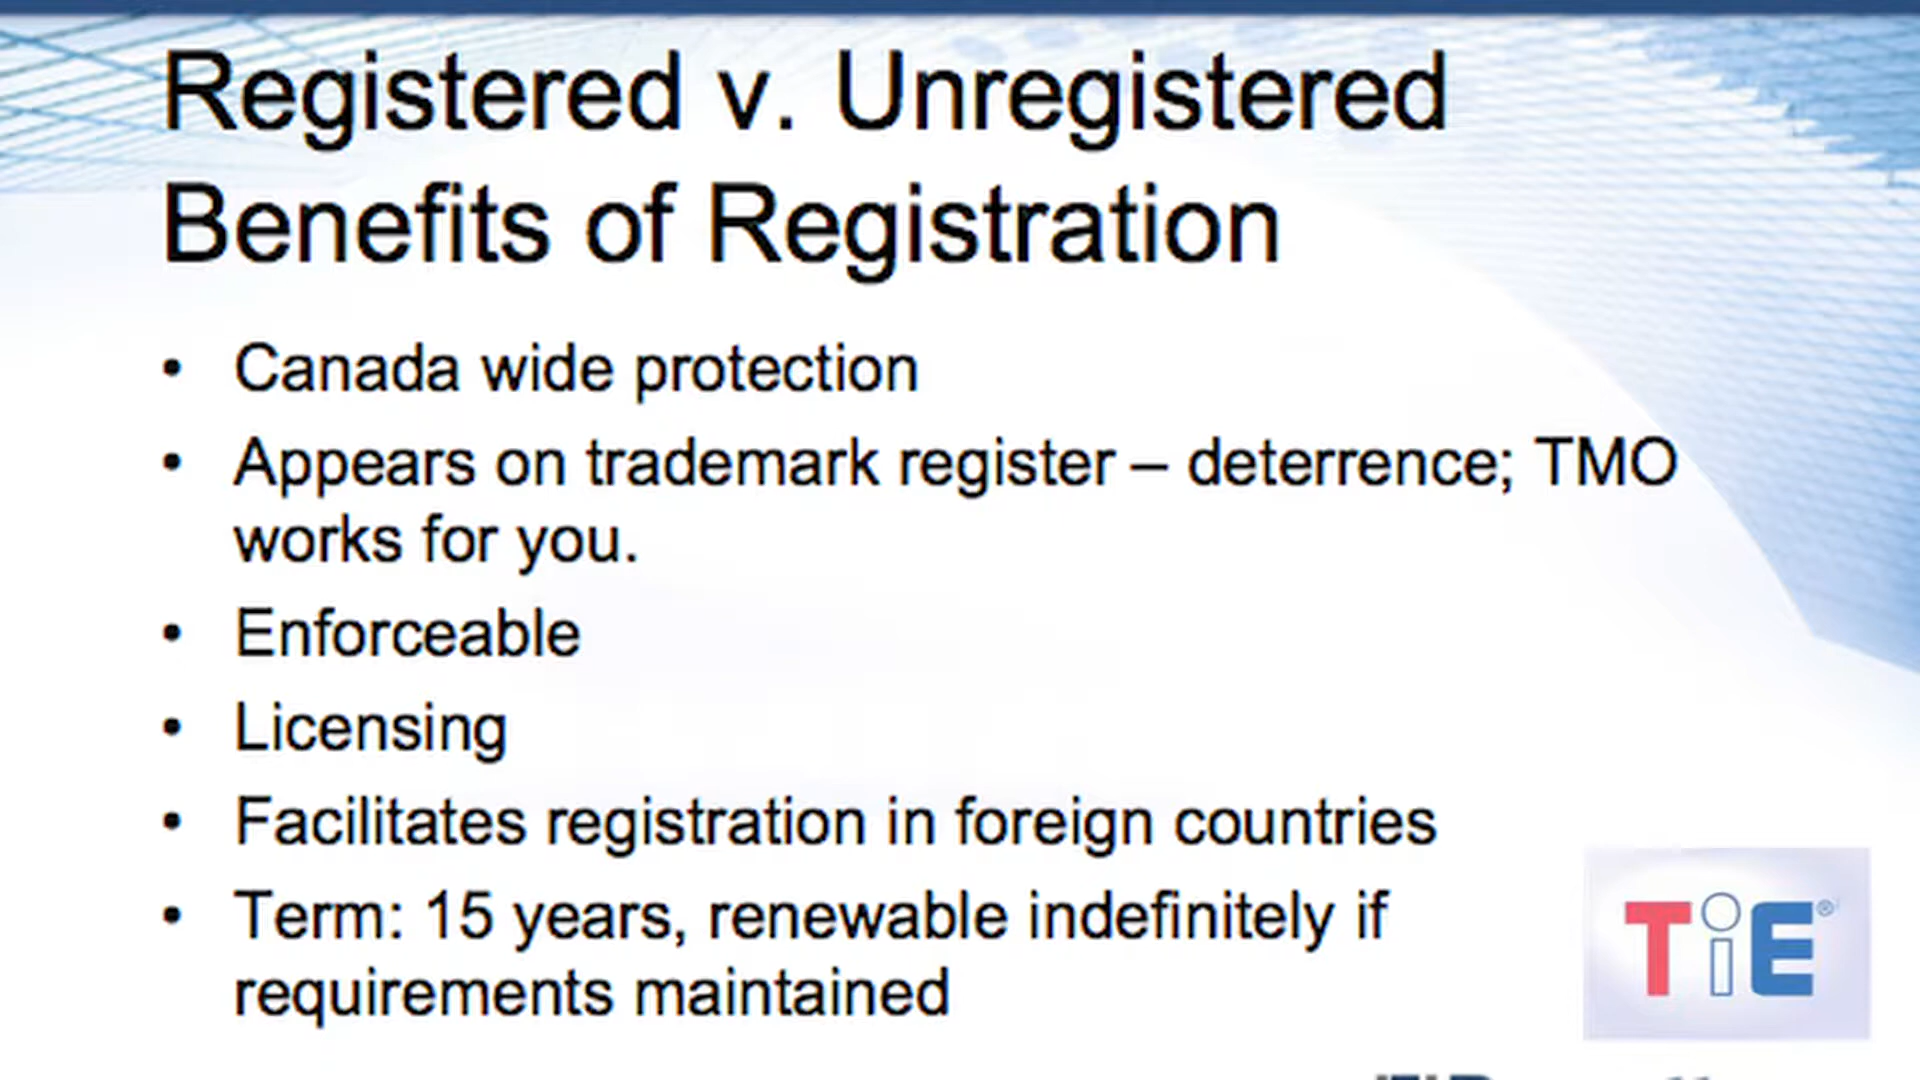 Registered v. Unregistered
Benefits of Registration
• Canada wide protection
• Appears on trademark register – deterrence; TMO
works for you.
• Enforceable
• Licensing
• Facilitates registration in foreign countries
• Term: 15 years, renewable indefinitely if
requirements maintained
TiE®